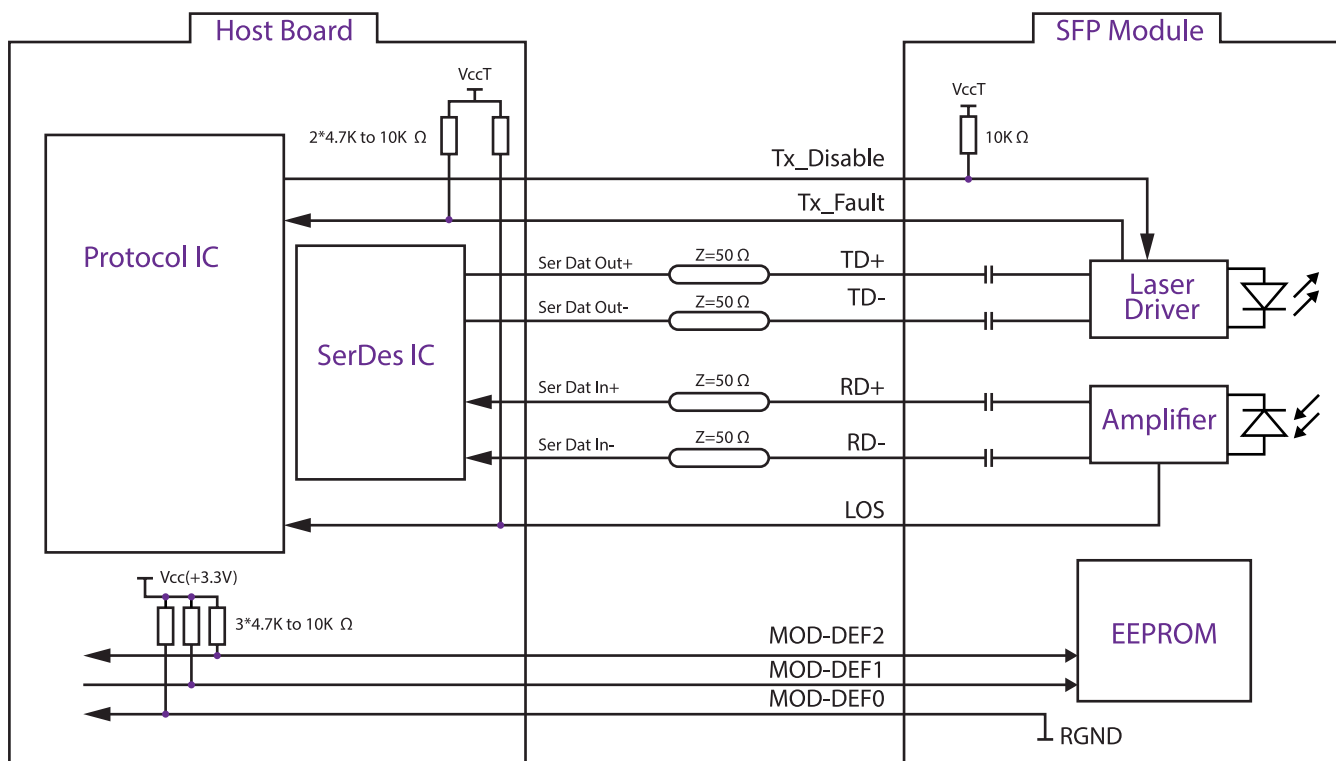 Host Board
SFP Module
VccT
VccT
2*4.7K to 10K Ω
10K Ω
Tx_Disable
Tx_Fault
Protocol IC
Ser Dat Out+
Z=50 Ω
TD+
Laser
Driver
Ser Dat Out-
Z=50 Ω
TD-
SerDes IC
Ser Dat In+
Z=50 Ω
RD+
Amplifier
Ser Dat In-
Z=50 Ω
RD-
LOS
Vcc(+3.3V)
3*4.7K to 10K Ω
MOD-DEF2
EEPROM
MOD-DEF1
MOD-DEF0
RGND